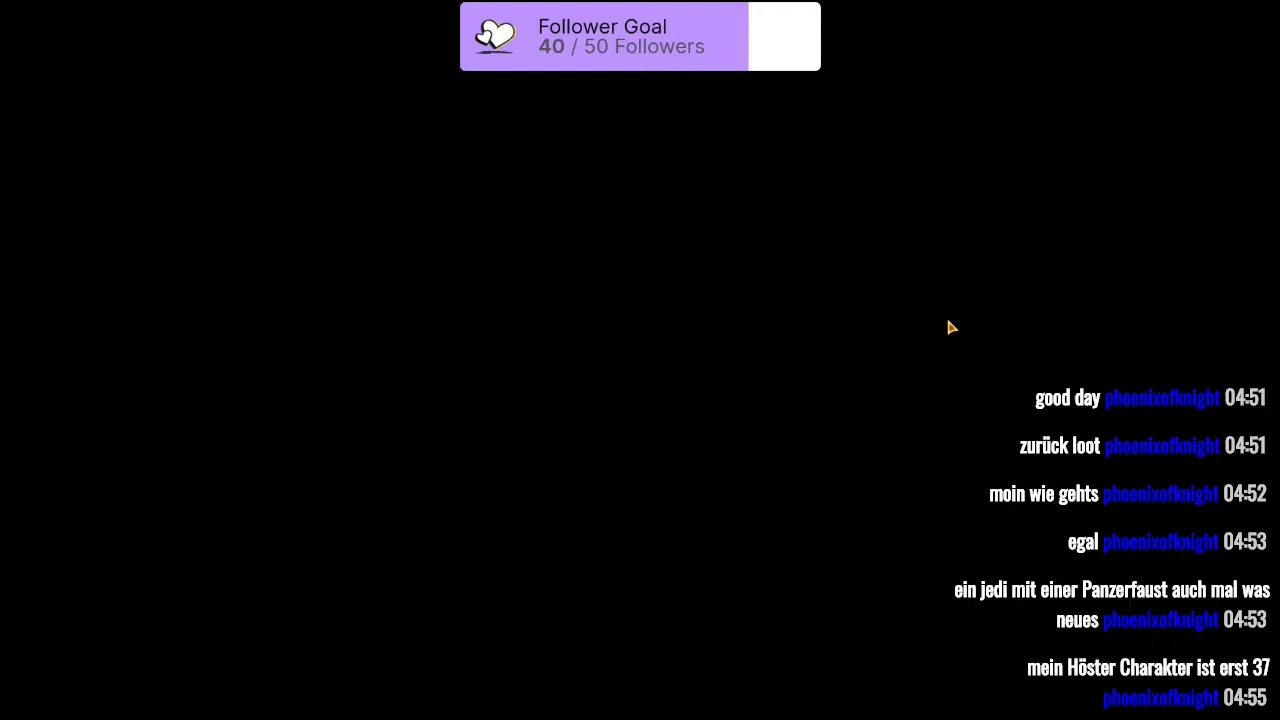 Follower Goal
40 / 50 Followers
good day phoenixofknight 04:51
zurück loot phoenixofknight 04:51
moin wie gehts phoenixofknight 04:52
egal phoenixofknight 04:53
ein jedi mit einer Panzerfaust auch mal was
neues phoenixofknight 04:53
mein Höster Charakter ist erst 37
phoenixofknight 04:55